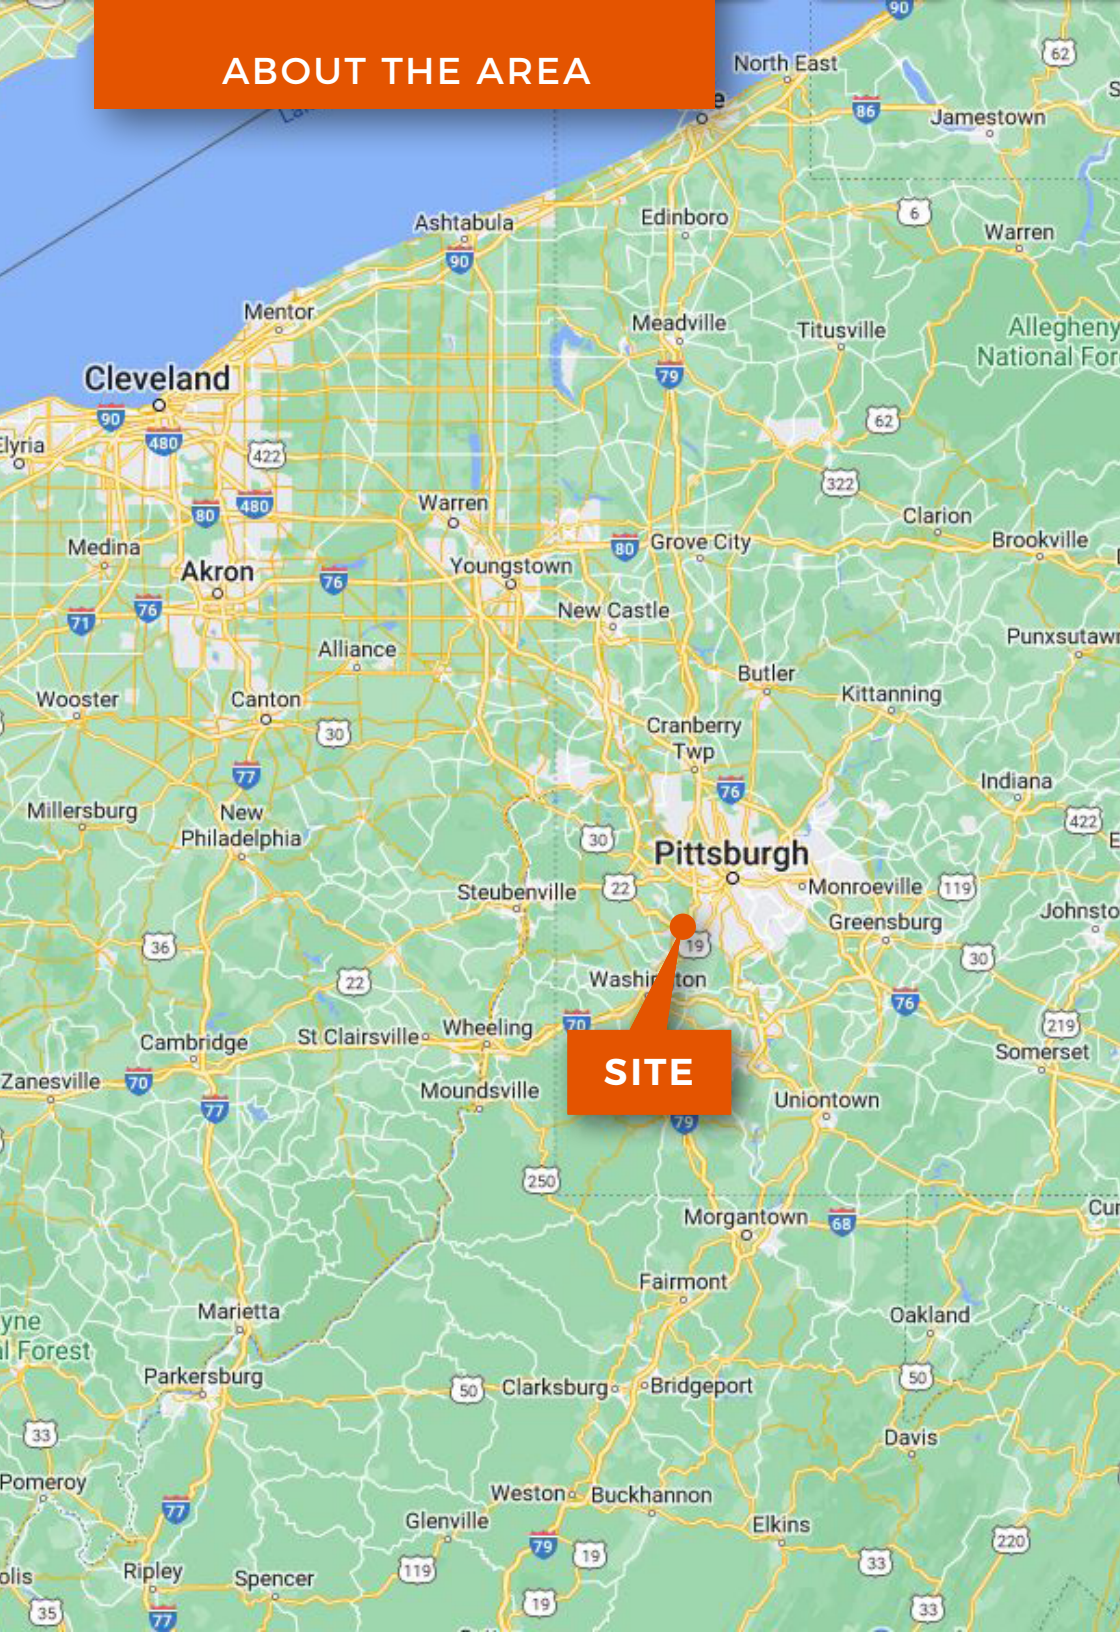 ABOUT THE AREA
90
62
North East
86
Jamestown
6
Ashtabula
Edinboro
Warren
90
Mentor
Meadville
Titusville
Allegheny
National For
79
Cleveland
90
480
62
Elyria
422
322
80
480
Warren
Clarion
Medina
80
Grove City
Brookville
Akron
76
Youngstown
71
76
New Castle
Punxsutawn
Alliance
Butler
Wooster
Canton
Kittanning
30
Cranberry
Twp
77
76
Indiana
Millersburg
New
Philadelphia
30
422
Pittsburgh
22
Monroeville
119
Steubenville
Greensburg
Johnsto
36
19
30
22
Washington
76
70
219
Cambridge
St Clairsville
Wheeling
Somerset
SITE
Zanesville
70
Moundsville
Uniontown
77
79
250
Morgantown
68
Cur
Fairmont
Marietta
Oakland
yne
al Forest
Parkersburg
50
Clarksburg
Bridgeport
50
33
Davis
Pomeroy
Weston
Buckhannon
77
Glenville
Elkins
79
19
220
119
33
Ripley
Spencer
olis
35
77
19
33